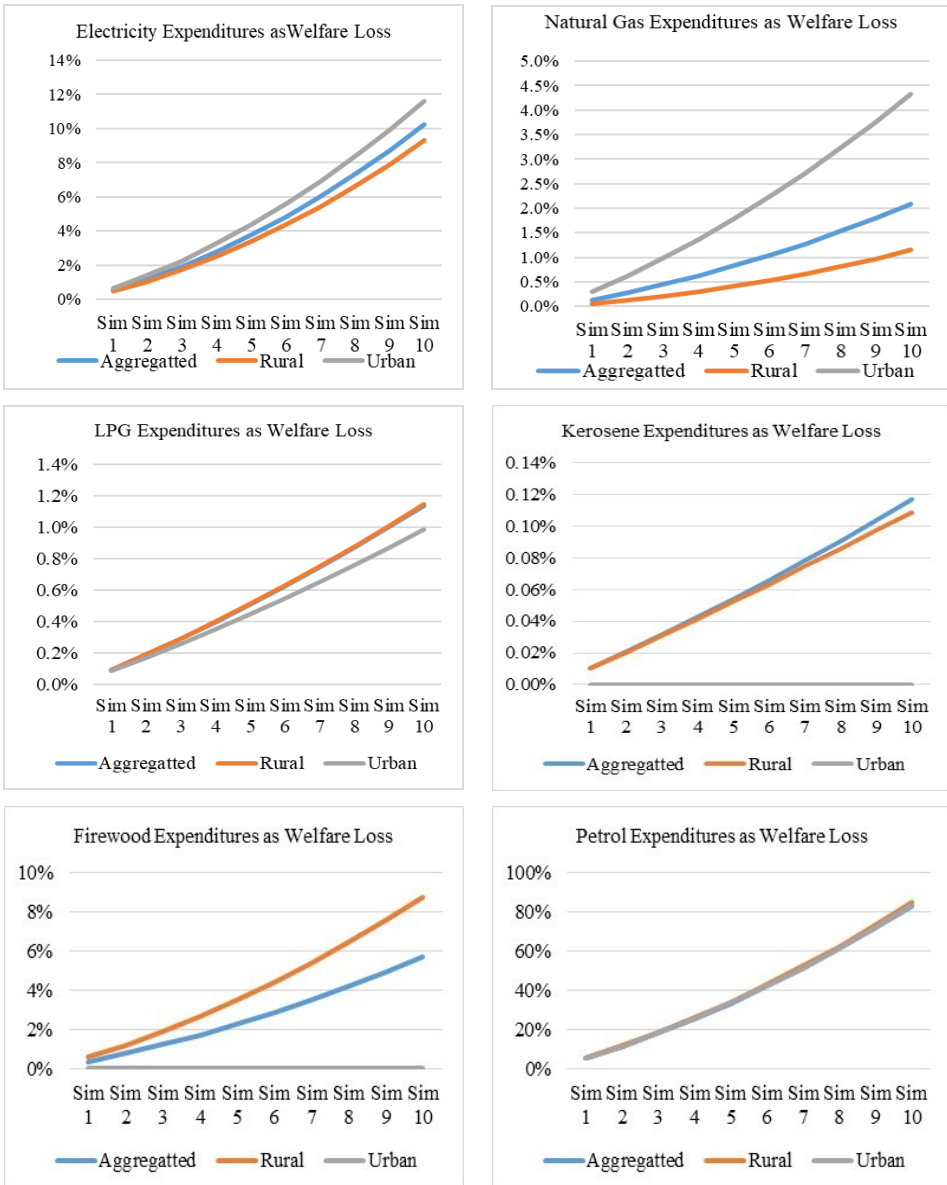 Electricity Expenditures asWelfare Loss
14%
12%
10%
8%
6%
4%
2%
0%
Sim Sim Sim Sim Sim Sim Sim Sim Sim Sim
1 2 3 4 5 6 7 8 9 10
Aggregatted Rural Urban
Natural Gas Expenditures as Welfare Loss
5.0%
4.5%
4.0%
3.5%
3.0%
2.5%
2.0%
1.5%
1.0%
0.5%
0.0%
Sim Sim Sim Sim Sim Sim Sim Sim Sim Sim
1 2 3 4 5 6 7 8 9 10
Aggregatted Rural Urban
LPG Expenditures as Welfare Loss
1.4%
1.2%
1.0%
0.8%
0.6%
0.4%
0.2%
0.0%
Sim Sim Sim Sim Sim Sim Sim Sim Sim Sim
1 2 3 4 5 6 7 8 9 10
Aggregatted Rural Urban
Kerosene Expenditures as Welfare Loss
0.14%
0.12%
0.10%
0.08%
0.06%
0.04%
0.02%
0.00%
Sim Sim Sim Sim Sim Sim Sim Sim Sim Sim
1 2 3 4 5 6 7 8 9 10
Aggregatted Rural Urban
Firewood Expenditures as Welfare Loss
10%
8%
6%
4%
2%
0%
Sim Sim Sim Sim Sim Sim Sim Sim Sim Sim
1 2 3 4 5 6 7 8 9 10
Aggregatted Rural Urban
Petrol Expenditures as Welfare Loss
100%
80%
60%
40%
20%
0%
Sim Sim Sim Sim Sim Sim Sim Sim Sim Sim
1 2 3 4 5 6 7 8 9 10
Aggregatted Rural Urban